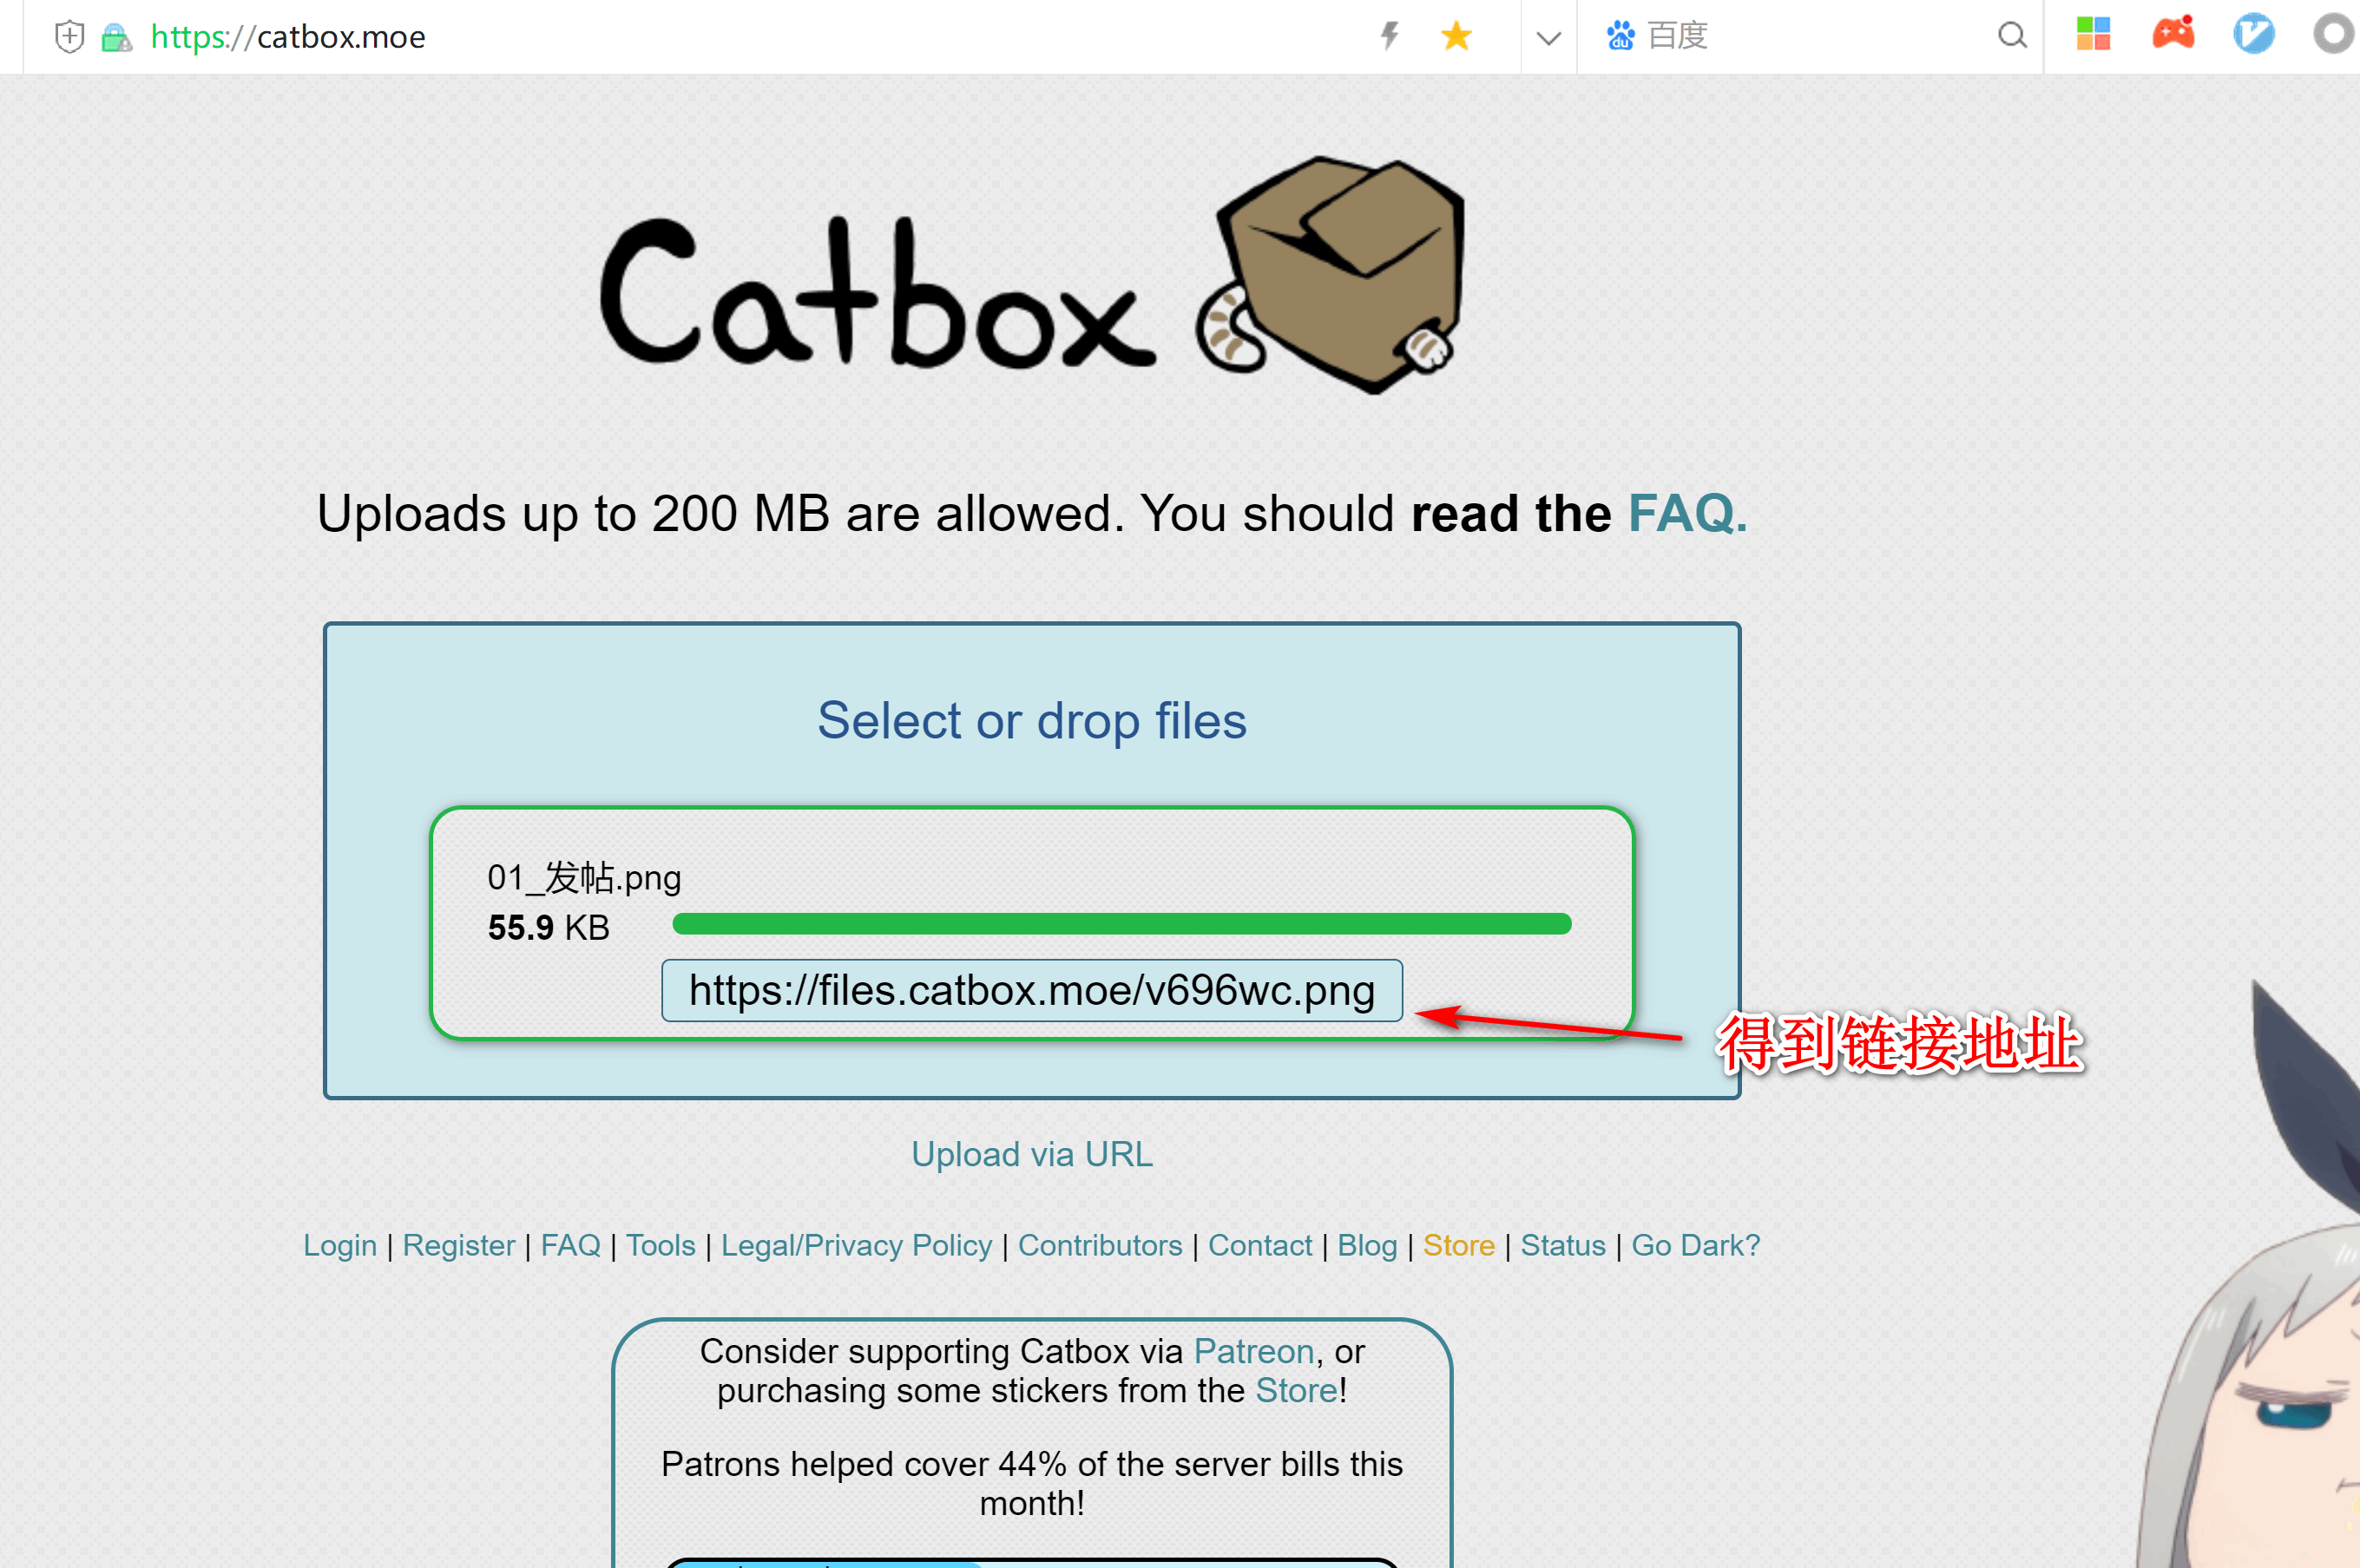 https://catbox.moe
百度
Catbox
Uploads up to 200 MB are allowed. You should read the FAQ.
Select or drop files
01_发帖.png
55.9 KB
https://files.catbox.moe/v696wc.png
得到链接地址
Upload via URL
Login | Register | FAQ | Tools | Legal/Privacy Policy | Contributors | Contact | Blog | Store | Status | Go Dark?
Consider supporting Catbox via Patreon, or
purchasing some stickers from the Store!
Patrons helped cover 44% of the server bills this
month!